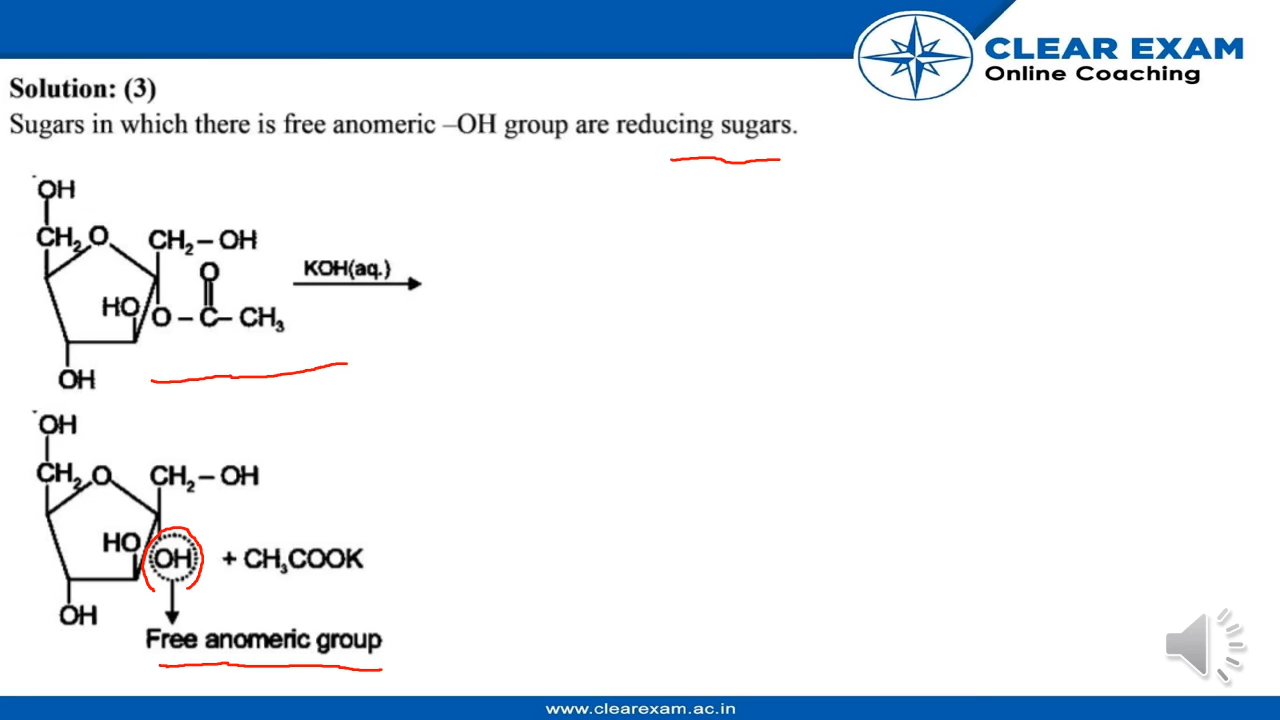 CLEAR EXAM
Online Coaching
Solution: (3)
Sugars in which there is free anomeric –OH group are reducing sugars.
OH
CH₂ O CH₂ – OH
O
KOH(aq.)
HO O – C – CH₃
OH
OH
CH₂ O CH₂ – OH
HO OH + CH₃COOK
OH
Free anomeric group
www.clearexam.ac.in